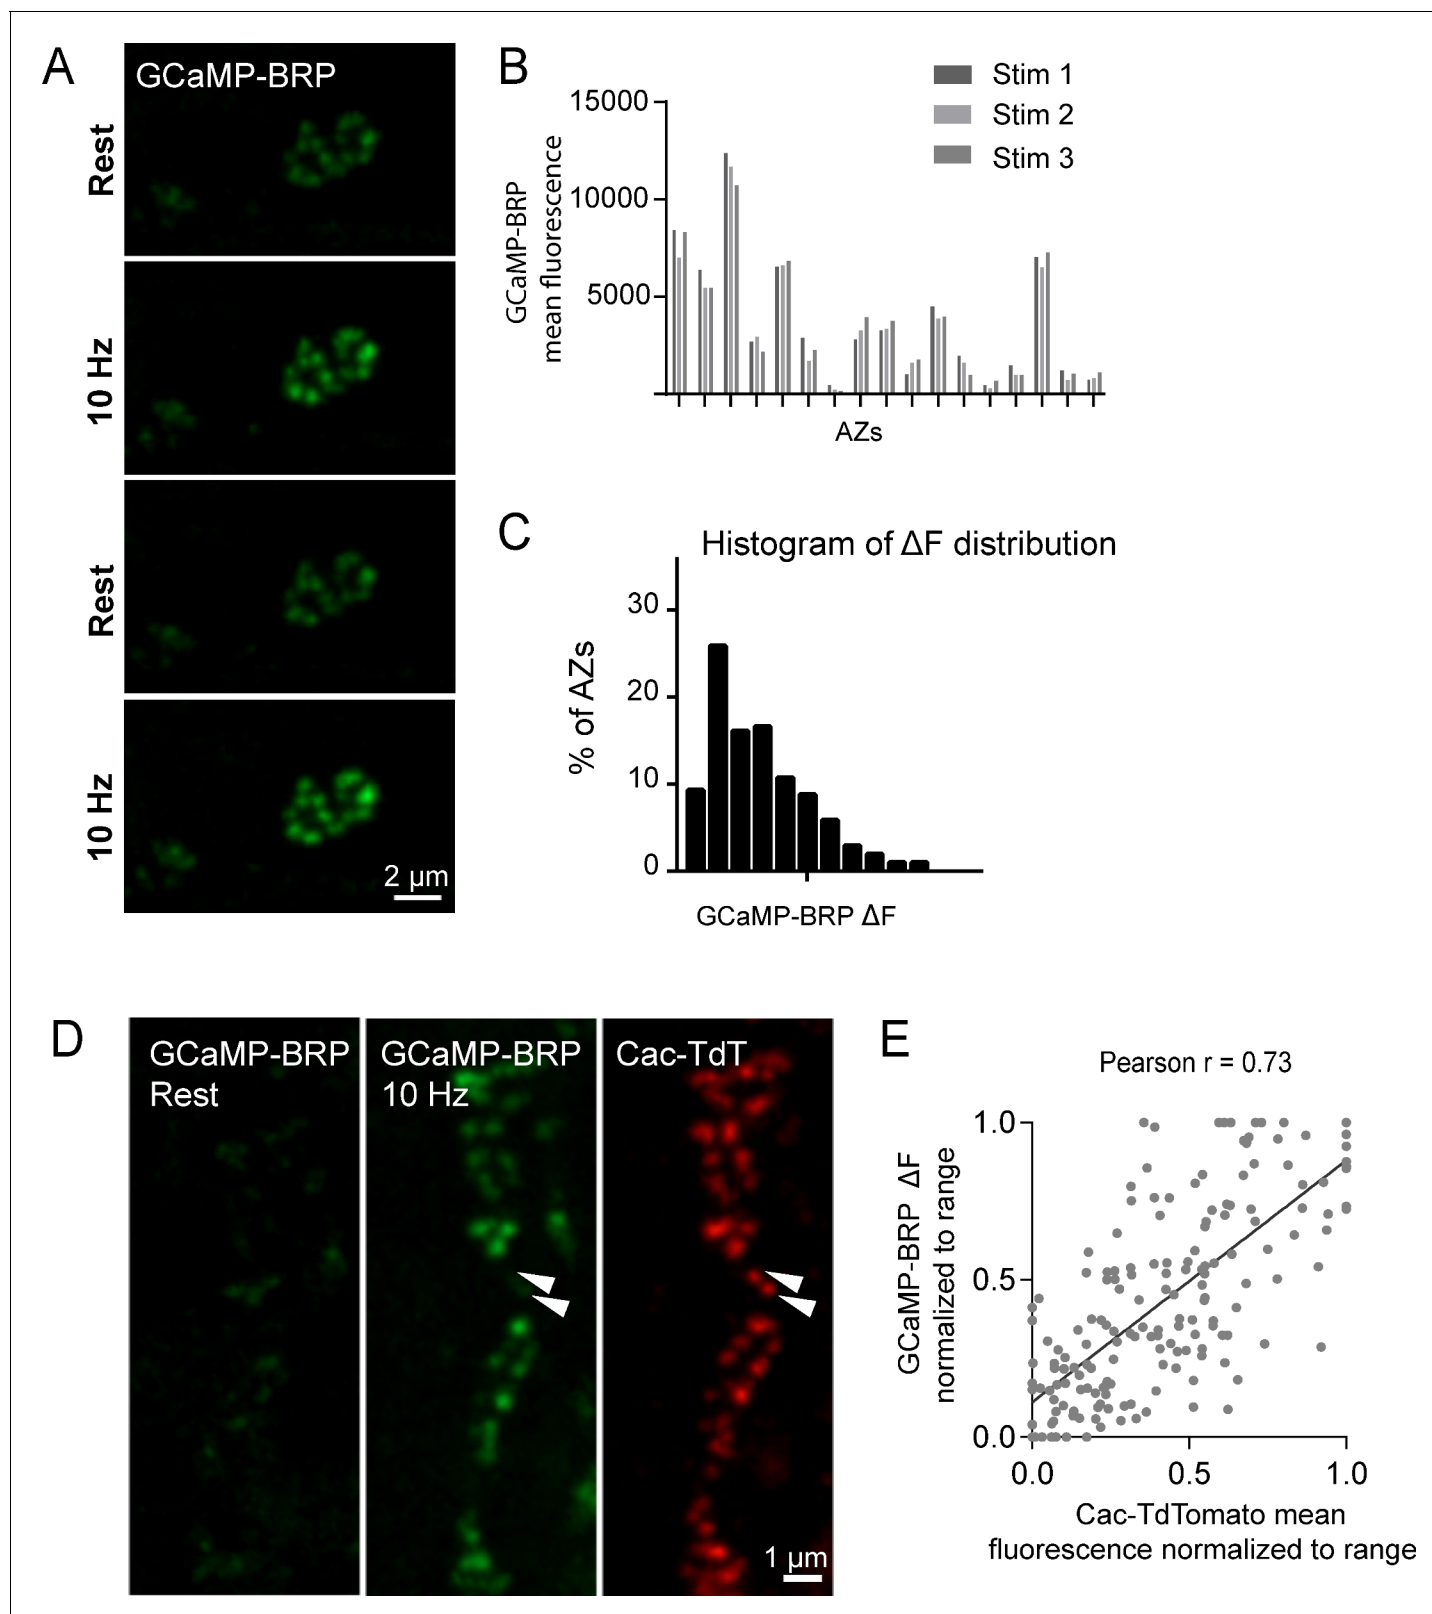 A
GCaMP-BRP
Rest
10 Hz
Rest
10 Hz
2 μm
B
Stim 1
Stim 2
Stim 3
GCaMP-BRP
mean fluorescence
15000
10000
5000
AZs
C
Histogram of ΔF distribution
% of AZs
30
20
10
0
GCaMP-BRP ΔF
D
GCaMP-BRP
Rest
GCaMP-BRP
10 Hz
Cac-TdT
1 μm
E
Pearson r = 0.73
GCaMP-BRP ΔF
normalized to range
1.0
0.5
0.0
0.0 0.5 1.0
Cac-TdTomato mean
fluorescence normalized to range